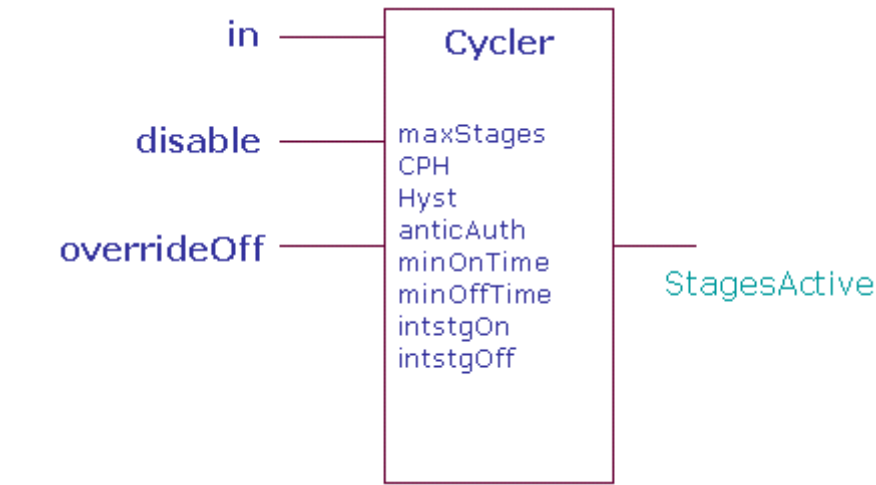 in
Cycler
disable
maxStages
CPH
Hyst
anticAuth
overrideOff
minOnTime
minOffTime
StagesActive
intstgOn
intstgOff